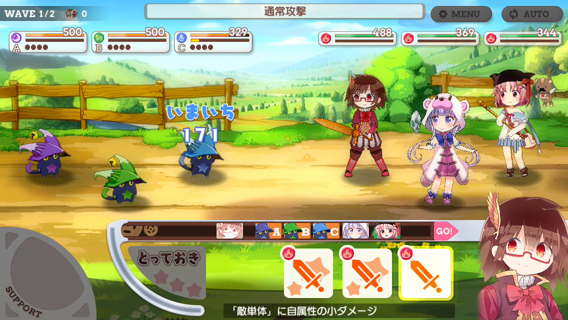 WAVE 1/2 0
通常攻撃
MENU
AUTO
500
500
329
488
369
344
A
B
C
いまいち
171
A
B
C
GO!
とっておき
SUPPORT
「敵単体」に自属性の小ダメージ